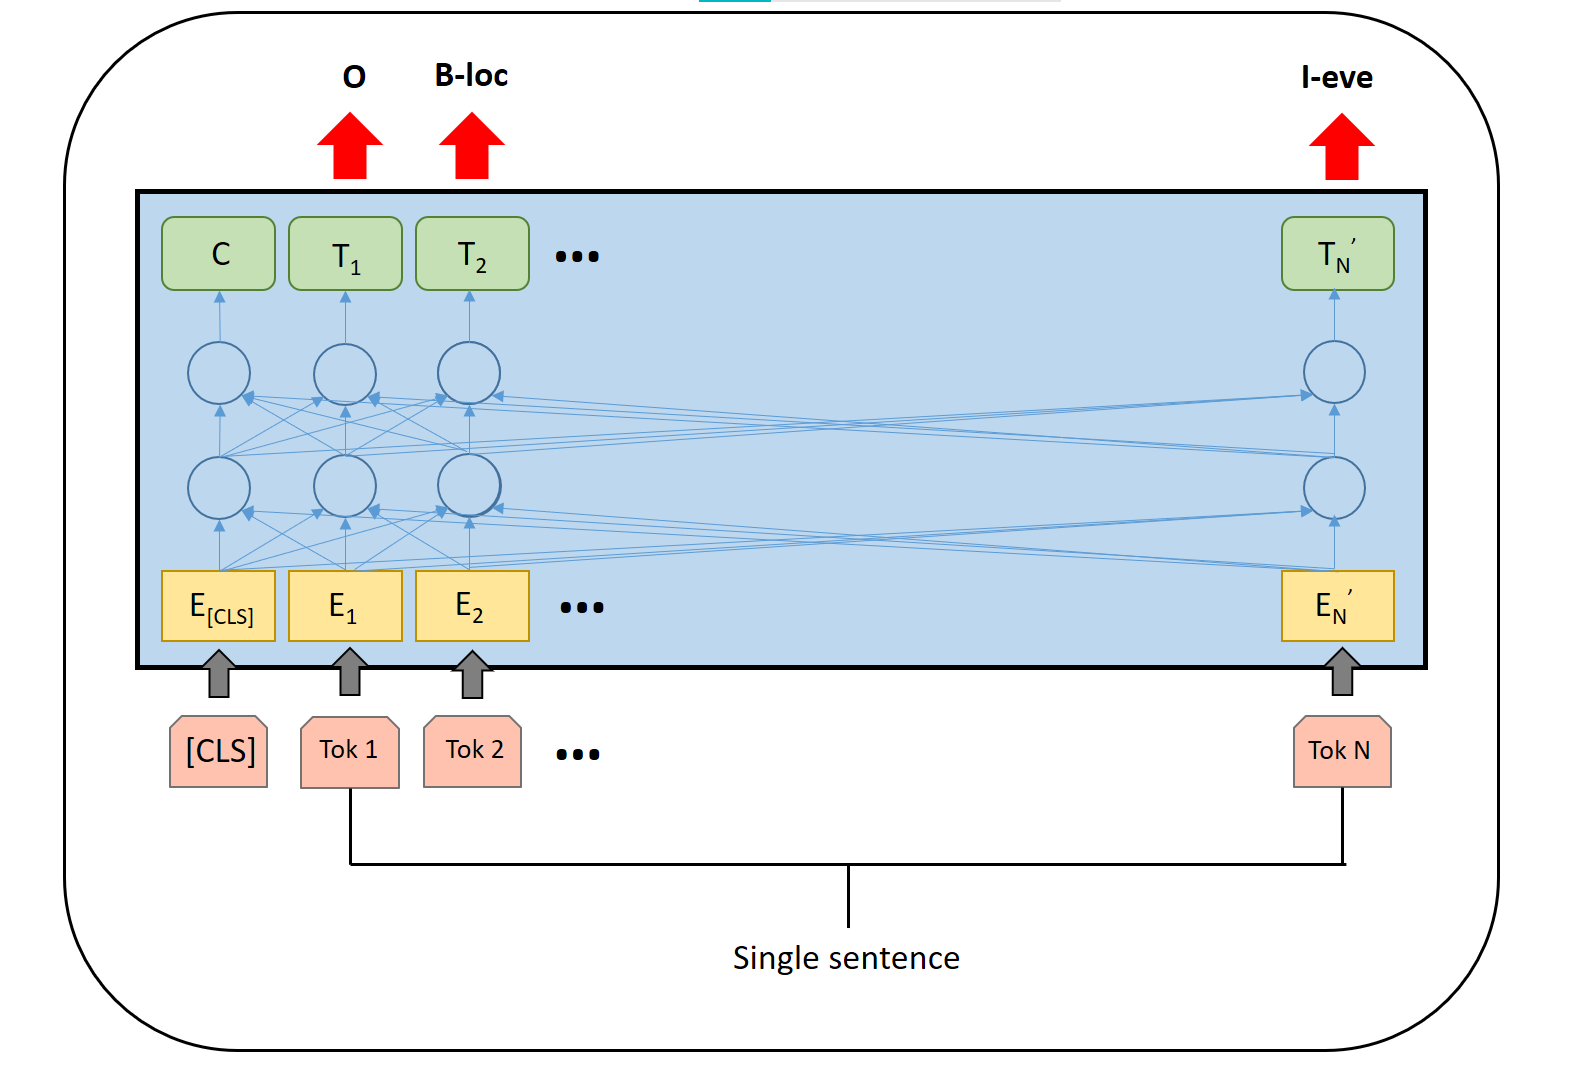 O B-loc I-eve
C T1 T2 ... TN’
E[CLS] E1 E2 ... EN’
[CLS] Tok 1 Tok 2 ... Tok N
Single sentence